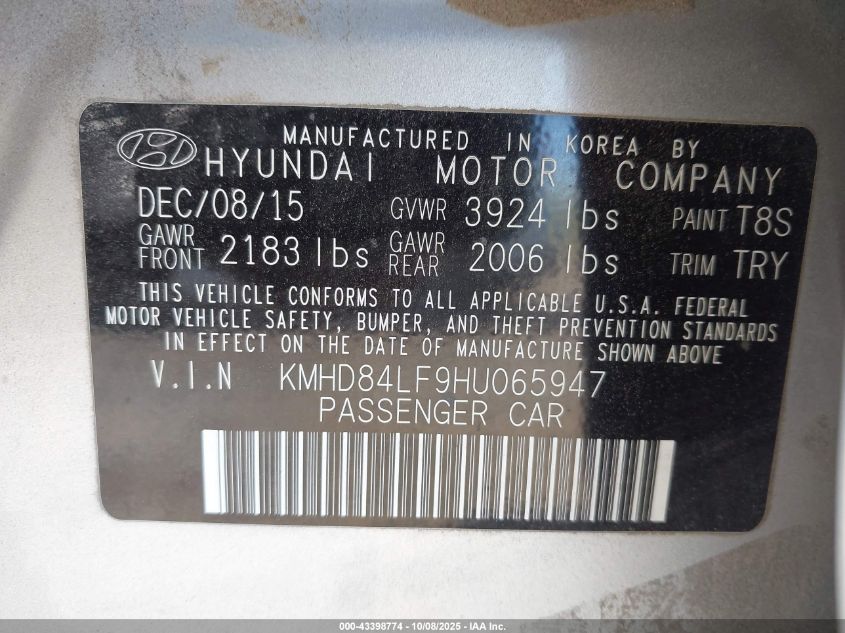 MANUFACTURED IN KOREA BY
HYUNDAI MOTOR COMPANY
DEC/08/15 GVWR 3924 lbs PAINT T8S
GAWR FRONT 2183 lbs GAWR REAR 2006 lbs TRIM TRY
THIS VEHICLE CONFORMS TO ALL APPLICABLE U.S.A. FEDERAL
MOTOR VEHICLE SAFETY, BUMPER, AND THEFT PREVENTION STANDARDS
IN EFFECT ON THE DATE OF MANUFACTURE SHOWN ABOVE
V.I.N KMHD84LF9HU065947
PASSENGER CAR
000-43398774 - 10/08/2025 - IAA Inc.